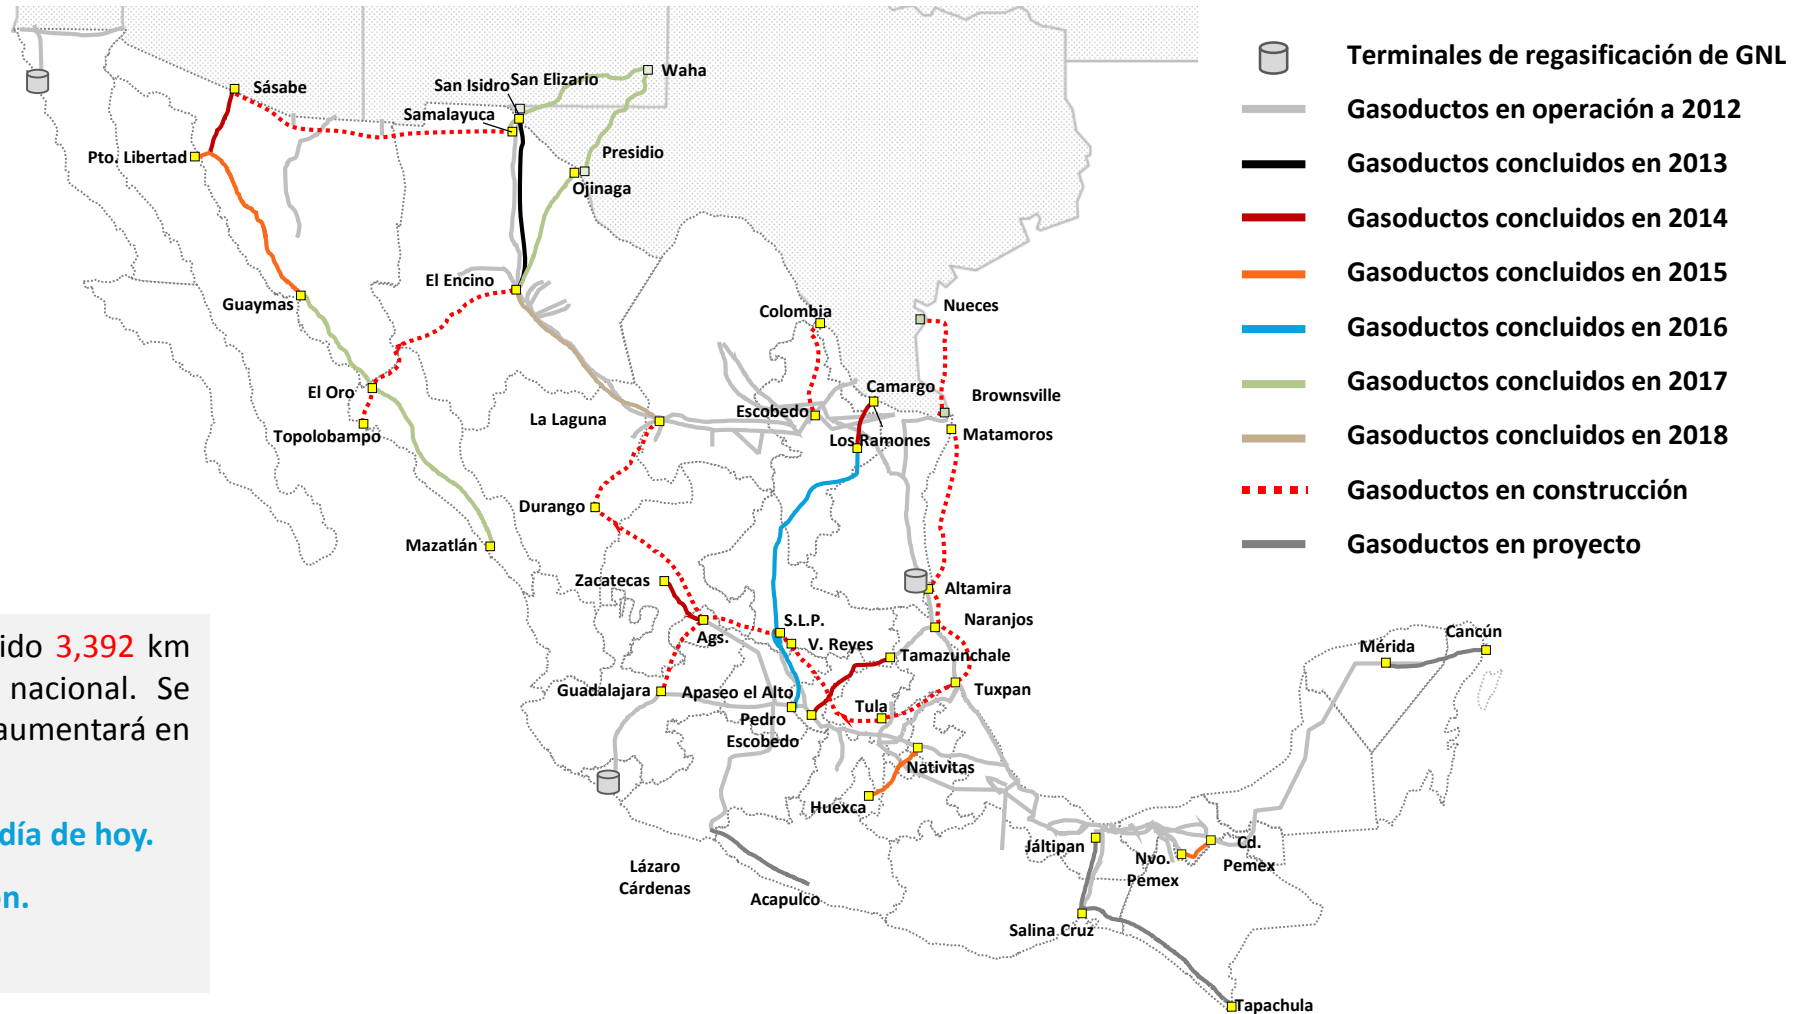 Terminales de regasificación de GNL
Gasoductos en operación a 2012
Gasoductos concluidos en 2013
Gasoductos concluidos en 2014
Gasoductos concluidos en 2015
Gasoductos concluidos en 2016
Gasoductos concluidos en 2017
Gasoductos concluidos en 2018
Gasoductos en construcción
Gasoductos en proyecto
Waha
San Elizario
San Isidro
Sásabe
Samalayuca
Pto. Libertad
Presidio
Ojinaga
El Encino
Guaymas
Colombia
Nueces
El Oro
Camargo
Brownsville
La Laguna
Escobedo
Topolobampo
Los Ramones
Matamoros
Durango
Mazatlán
Zacatecas
Altamira
S.L.P.
Naranjos
Ags.
V. Reyes
Tamazunchale
Mérida
Cancún
Guadalajara
Apaseo el Alto
Tuxpan
Tula
Pedro
Escobedo
Nativitas
Huexca
Jáltipan
Nvo.
Pemex
Cd.
Pemex
Lázaro
Cárdenas
Acapulco
Salina Cruz
Tapachula
ido 3,392 km
nacional. Se
aumentará en
día de hoy.
ón.